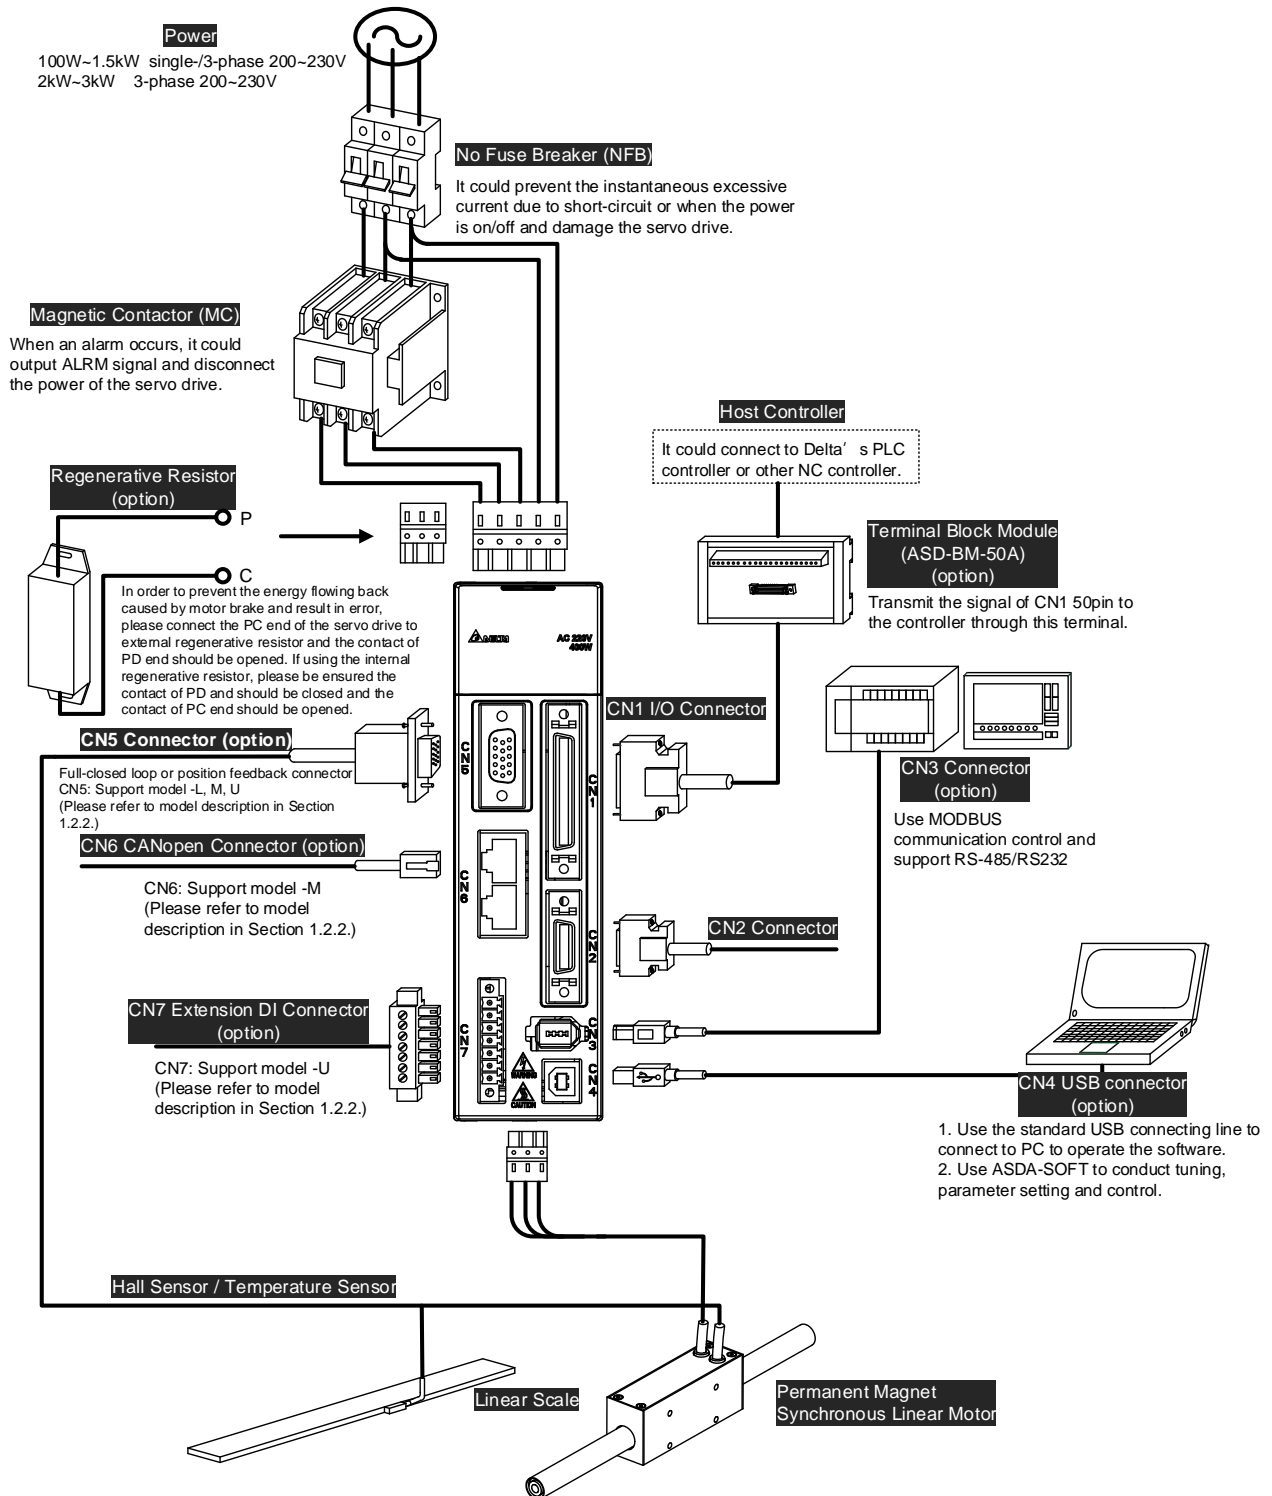 Power
100W~1.5kW single-/3-phase 200~230V
2kW~3kW 3-phase 200~230V
No Fuse Breaker (NFB)
It could prevent the instantaneous excessive
current due to short-circuit or when the power
is on/off and damage the servo drive.
Magnetic Contactor (MC)
When an alarm occurs, it could
output ALRM signal and disconnect
the power of the servo drive.
Host Controller
It could connect to Delta's PLC
controller or other NC controller.
Regenerative Resistor
(option)
P
C
In order to prevent the energy flowing back
caused by motor brake and result in error,
please connect the PC end of the servo drive to
external regenerative resistor and the contact of
PD end should be opened. If using the internal
regenerative resistor, please be ensured the
contact of PD and should be closed and the
contact of PC end should be opened.
Terminal Block Module
(ASD-BM-50A)
(option)
Transmit the signal of CN1 50pin to
the controller through this terminal.
DELTA
AC 220V
400W
CN1 I/O Connector
CN5 Connector (option)
Full-closed loop or position feedback connector
CN5: Support model -L, M, U
(Please refer to model description in Section
1.2.2.)
CN5
CN1
CN3 Connector
(option)
Use MODBUS
communication control and
support RS-485/RS232
CN6 CANopen Connector (option)
CN6: Support model -M
(Please refer to model
description in Section 1.2.2.)
CN6
CN2
CN2 Connector
CN7 Extension DI Connector
(option)
CN7: Support model -U
(Please refer to model
description in Section 1.2.2.)
CN7
CN3
WARNING
CN4
CAUTION
CN4 USB connector
(option)
1. Use the standard USB connecting line to
connect to PC to operate the software.
2. Use ASDA-SOFT to conduct tuning,
parameter setting and control.
Hall Sensor / Temperature Sensor
Linear Scale
Permanent Magnet
Synchronous Linear Motor